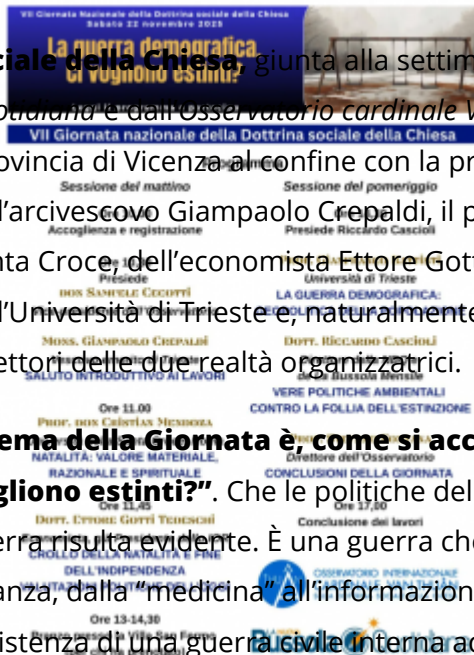 VII Giornata Nazionale della Dottrina sociale della Chiesa
Sabato 22 novembre 2025
La guerra demografica
ci vogliono estinti?
ciale della Chiesa, giunta alla settim
otidiana e dall'Osservatorio cardinale V
VII Giornata nazionale della Dottrina sociale della Chiesa
ovincia di Vicenza al confine con la pr
Programma
Sessione del mattino
Sessione del pomeriggio
l'arcivescovo Giampaolo Crepaldi, il p
Accoglienza e registrazione
Presiede Riccardo Cascioli
nta Croce, dell'economista Ettore Gott
Presiede
Università di Trieste
don Samuele Cecotti
LA GUERRA DEMOGRAFICA:
l'Università di Trieste e, naturalmente
Mons. Giampaolo Crepaldi
Dott. Riccardo Cascioli
ettori delle due realtà organizzatrici.
SALUTO INTRODUTTIVO AI LAVORI
della Bussola Mensile
VERE POLITICHE AMBIENTALI
CONTRO LA FOLLIA DELL'ESTINZIONE
Ore 11.00
Prof. don Cristian Mendoza
ema della Giornata è, come si acc
NATALITÀ: VALORE MATERIALE,
RAZIONALE E SPIRITUALE
Direttore dell'Osservatorio
CONCLUSIONI DELLA GIORNATA
gliono estinti?". Che le politiche del
Ore 11,45
Ore 17,00
Dott. Ettore Gotti Tedeschi
Conclusione dei lavori
erra risulta evidente. È una guerra che
CROLLO DELLA NATALITÀ E FINE
DELL'INDIPENDENZA
OSSERVATORIO INTERNAZIONALE
CARDINALE VAN THUAN
anza, dalla "medicina" all'informazion
Ore 13-14,30
istenza di una guerra civile interna ad
Bussola Quotidiana